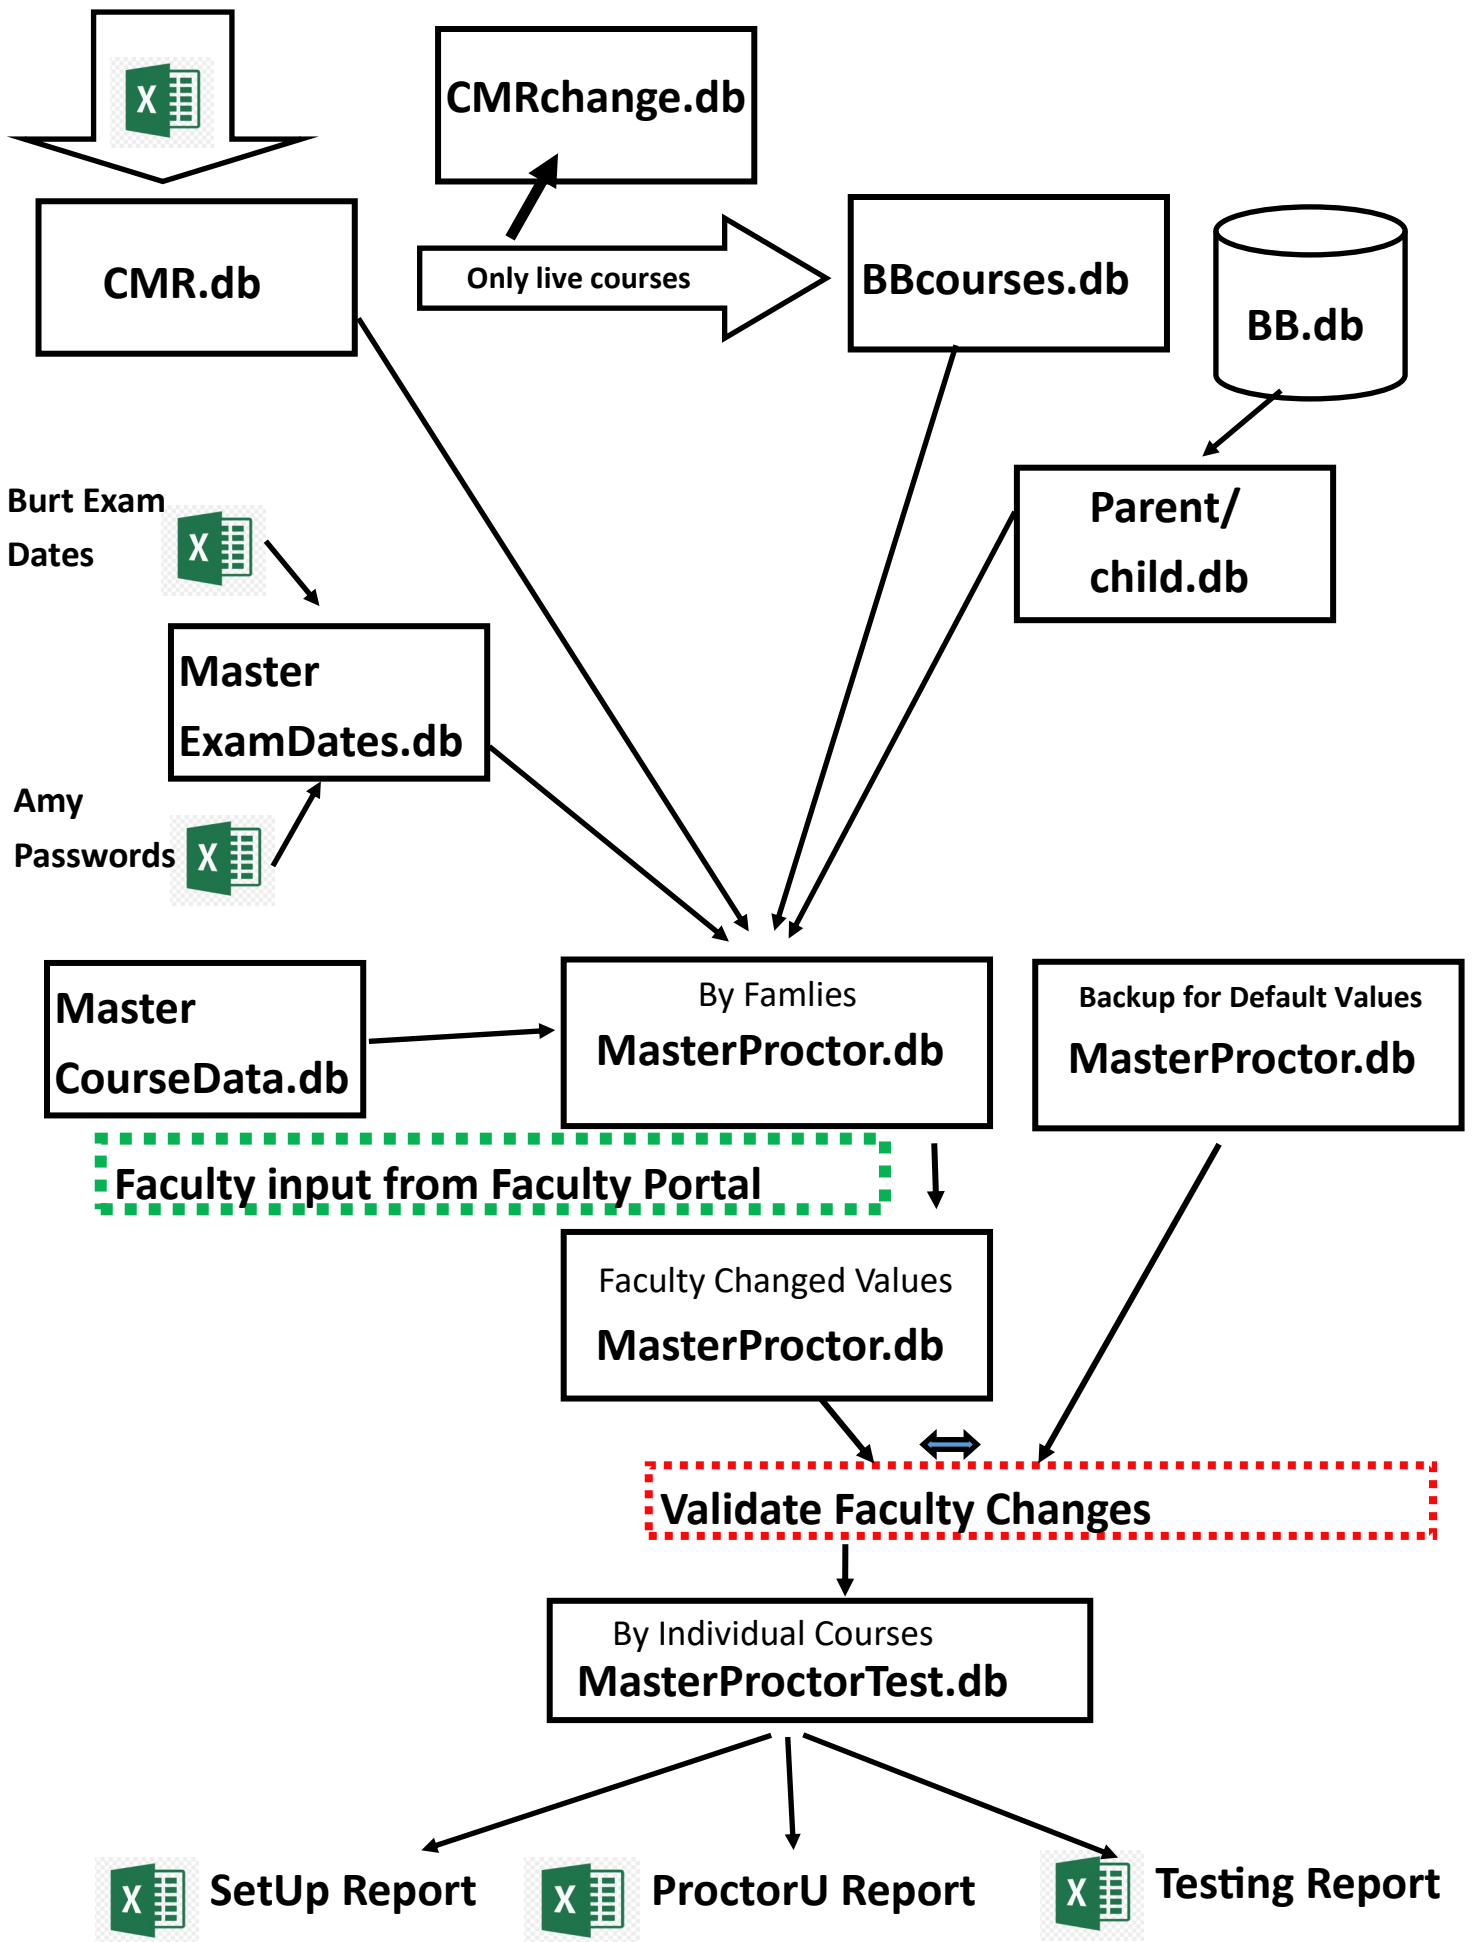 X
CMRchange.db
CMR.db
Only live courses
BBcourses.db
BB.db
Burt Exam
Dates
X
Parent/
child.db
Master
ExamDates.db
Amy
Passwords
X
Master
CourseData.db
By Famlies
MasterProctor.db
Backup for Default Values
MasterProctor.db
Faculty input from Faculty Portal
Faculty Changed Values
MasterProctor.db
Validate Faculty Changes
By Individual Courses
MasterProctorTest.db
X
SetUp Report
X
ProctorU Report
X
Testing Report